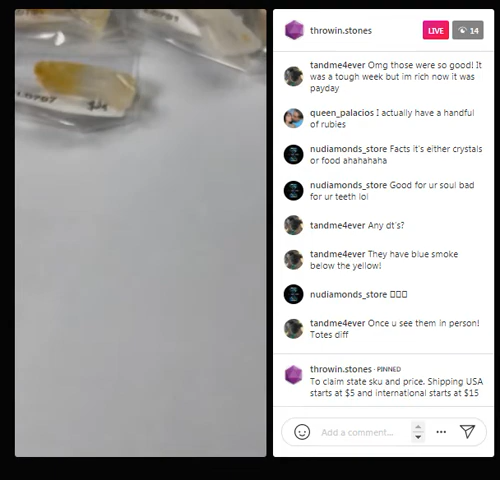 throwin.stones
LIVE
14
tandme4ever Omg those were so good! It
was a tough week but im rich now it was
payday
queen_palacios I actually have a handful
of rubies
nudiamonds_store Facts it's either crystals
or food ahahahaha
nudiamonds_store Good for ur soul bad
for ur teeth lol
tandme4ever Any dt's?
tandme4ever They have blue smoke
below the yellow!
nudiamonds_store
tandme4ever Once u see them in person!
Totes diff
throwin.stones · PINNED
To claim state sku and price. Shipping USA
starts at $5 and international starts at $15
Add a comment...